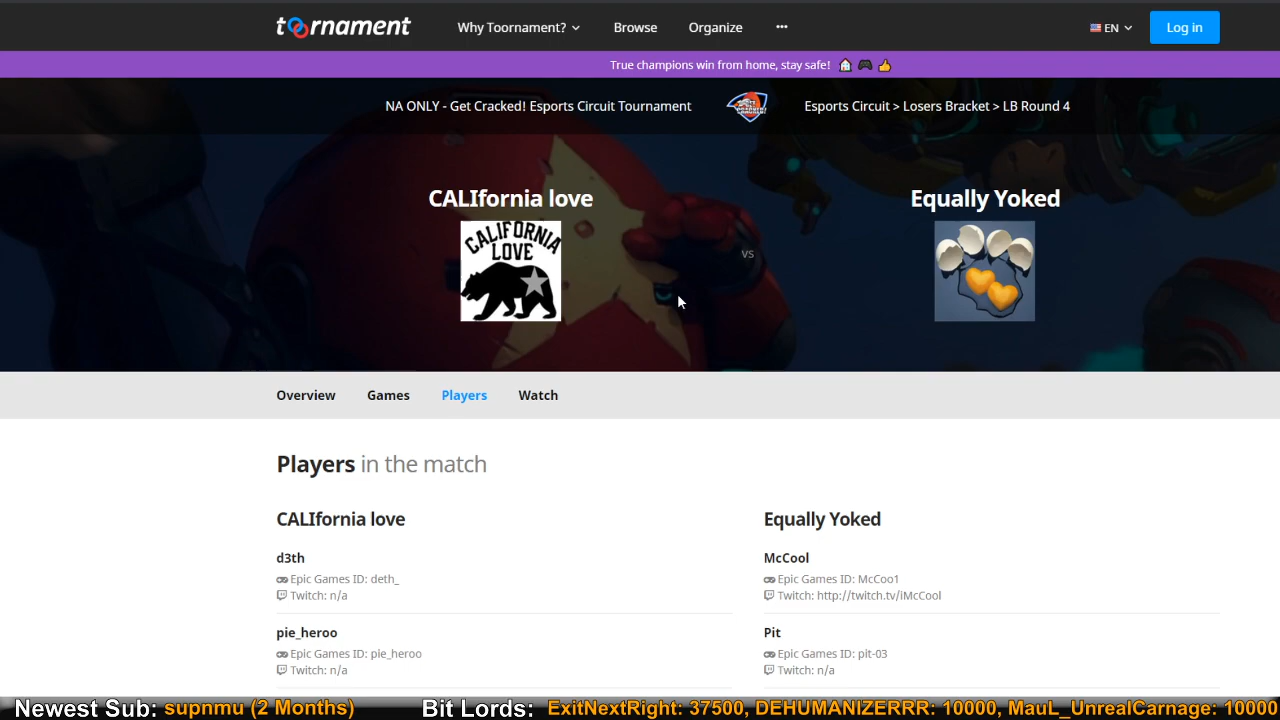 toornament
Why Toornament?
Browse
Organize
EN
Log in
True champions win from home, stay safe!
NA ONLY - Get Cracked! Esports Circuit Tournament
Esports Circuit > Losers Bracket > LB Round 4
CALIfornia love
Equally Yoked
CALIFORNIA
LOVE
vs
Overview
Games
Players
Watch
Players in the match
CALIfornia love
d3th
Epic Games ID: deth_
Twitch: n/a
pie_heroo
Epic Games ID: pie_heroo
Twitch: n/a
Equally Yoked
McCool
Epic Games ID: McCoo1
Twitch: http://twitch.tv/iMcCool
Pit
Epic Games ID: pit-03
Twitch: n/a
Newest Sub: supnmu (2 Months)
Bit Lords: ExitNextRight: 37500, DEHUMANIZERRR: 10000, MauL_UnrealCarnage: 10000